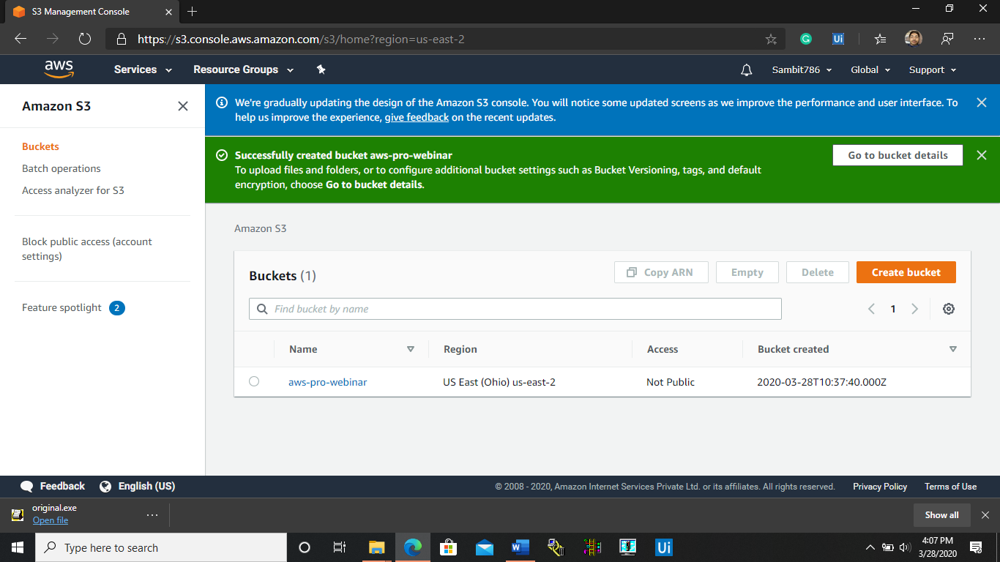 S3 Management Console
https://s3.console.aws.amazon.com/s3/home?region=us-east-2
Ui
aws
Services
Resource Groups
Sambit786
Global
Support
Amazon S3
We're gradually updating the design of the Amazon S3 console. You will notice some updated screens as we improve the performance and user interface. To
help us improve the experience, give feedback on the recent updates.
Buckets
Batch operations
Access analyzer for S3
Block public access (account
settings)
Feature spotlight 2
Successfully created bucket aws-pro-webinar
To upload files and folders, or to configure additional bucket settings such as Bucket Versioning, tags, and default
encryption, choose Go to bucket details.
Go to bucket details
Amazon S3
Buckets (1)
Copy ARN
Empty
Delete
Create bucket
Find bucket by name
1
Name
Region
Access
Bucket created
aws-pro-webinar
US East (Ohio) us-east-2
Not Public
2020-03-28T10:37:40.000Z
Feedback
English (US)
© 2008 - 2020, Amazon Internet Services Private Ltd. or its affiliates. All rights reserved.
Privacy Policy
Terms of Use
original.exe
Open file
Show all
Type here to search
Ui
4:07 PM
3/28/2020